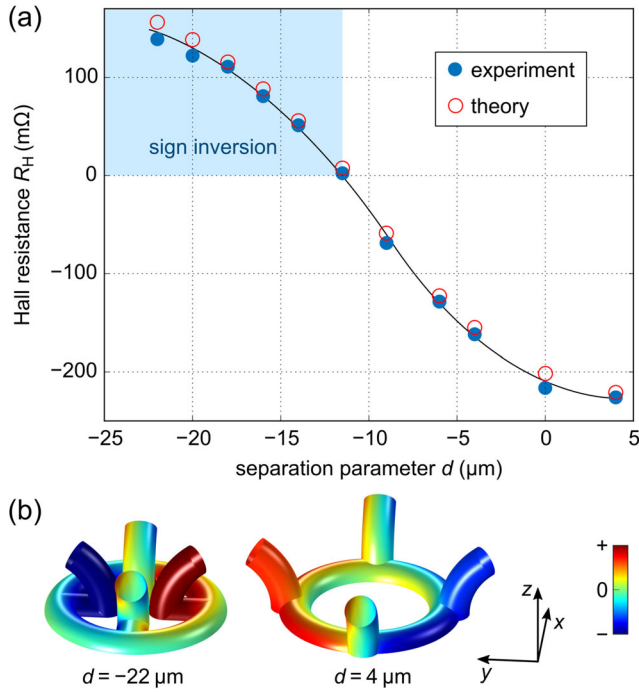 (a)
Hall resistance R_H (mΩ)
100
0
−100
−200
sign inversion
experiment
theory
−25 −20 −15 −10 −5 0 5
separation parameter d (μm)
(b)
+
0
−
z
x
y
d = −22 μm
d = 4 μm